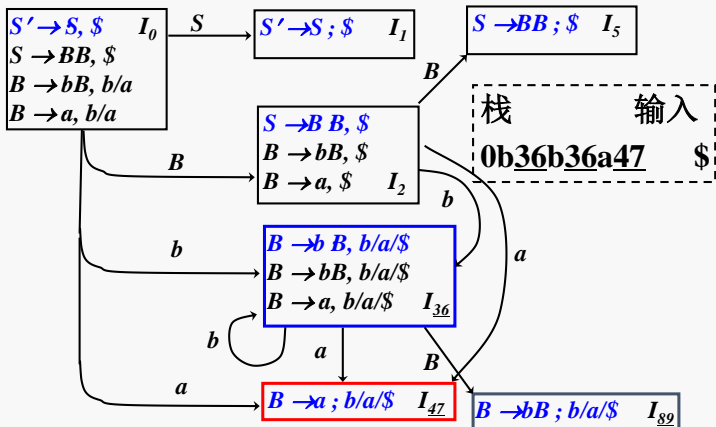 S′ → S, $ I0
S → BB, $
B → bB, b/a
B → a, b/a
S
S′ → S ; $ I1
S → BB ; $ I5
B
栈 输入
0b36b36a47 $
S → B B, $
B → bB, $
B → a, $ I2
B
b
a
B → b B, b/a/$
B → bB, b/a/$
B → a, b/a/$ I36
b
b
a
B
a
B → a ; b/a/$ I47
B → bB ; b/a/$ I89